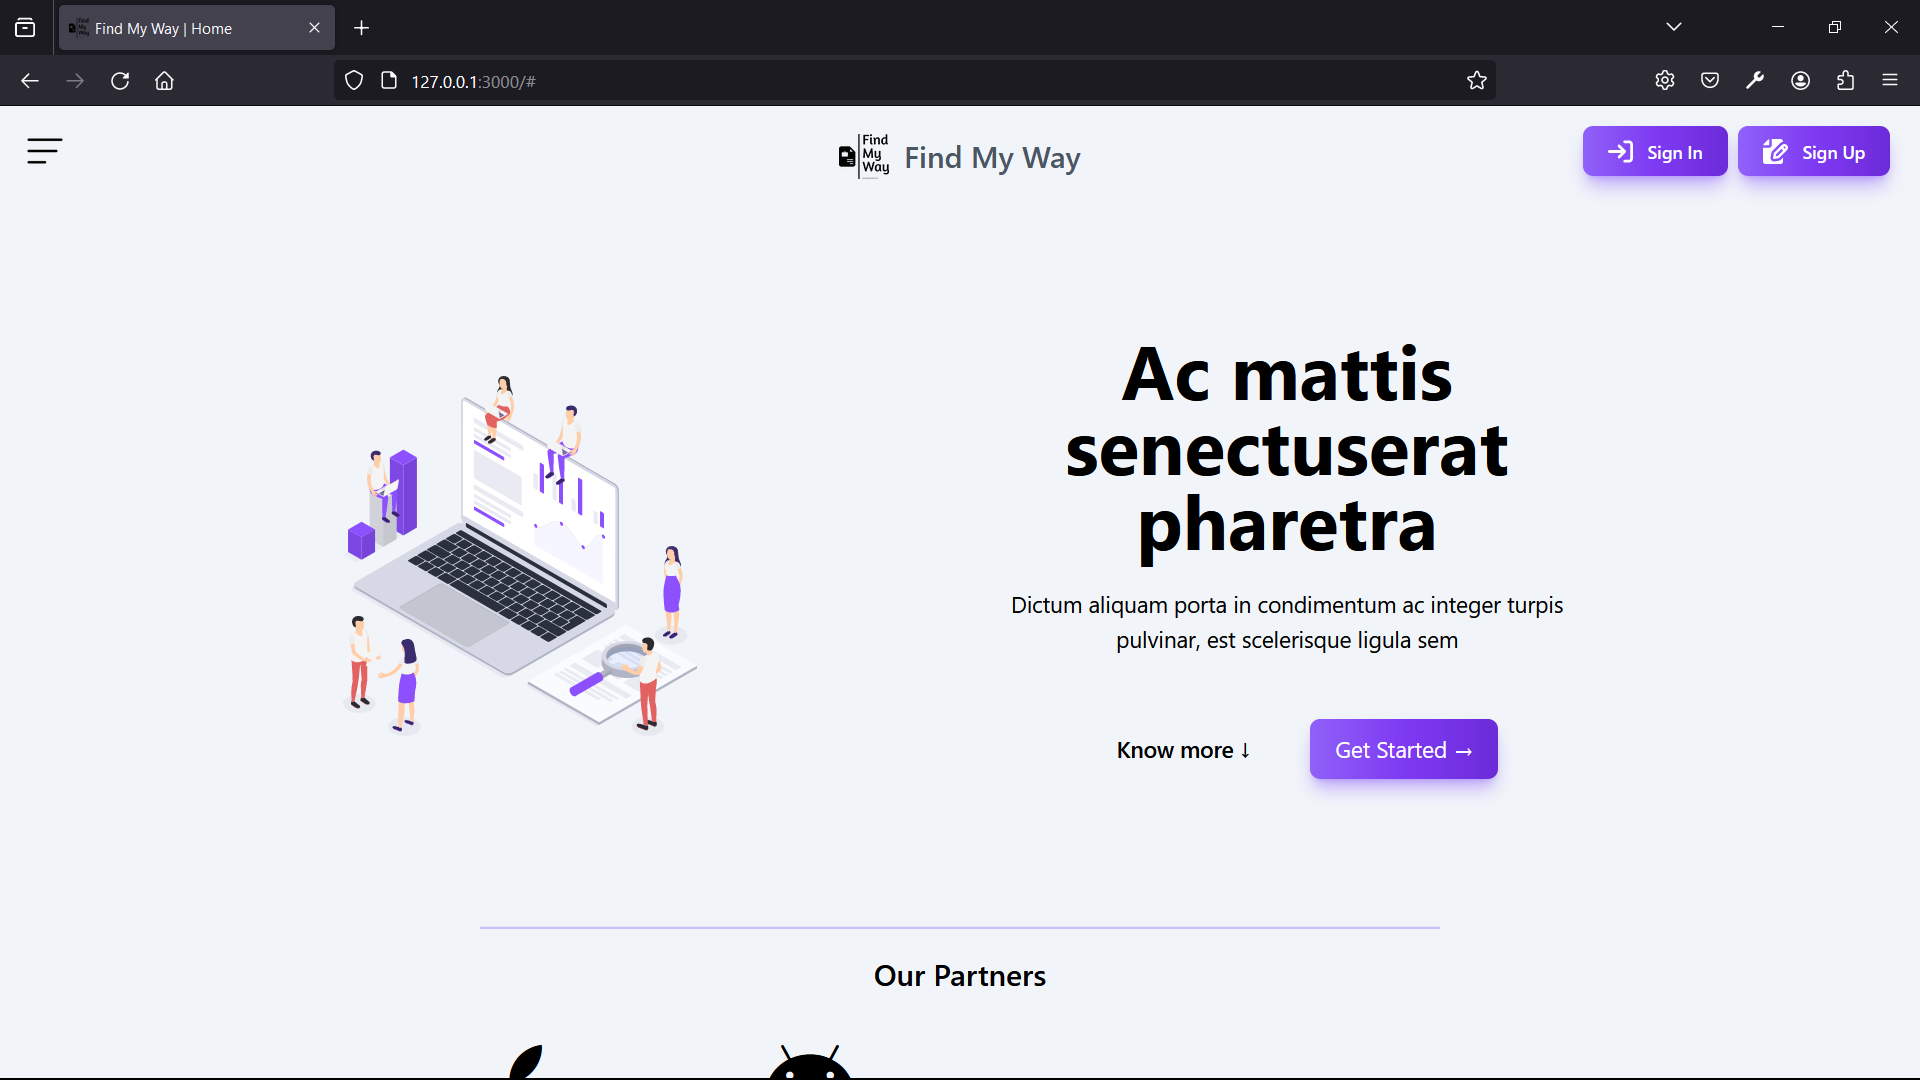 Find My Way | Home
127.0.0.1:3000/#
Find
My
Way
Find My Way
Sign In
Sign Up
Ac mattis
senectuserat
pharetra
Dictum aliquam porta in condimentum ac integer turpis
pulvinar, est scelerisque ligula sem
Know more ↓
Get Started →
Our Partners